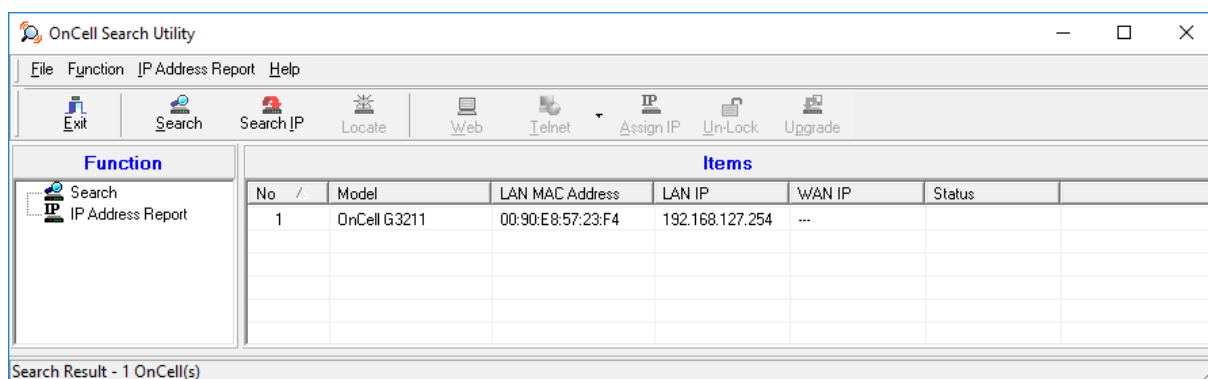 OnCell Search Utility
File Function IP Address Report Help
Exit Search Search IP Locate Web Telnet Assign IP Un-Lock Upgrade
Function Items
Search
IP Address Report
No Model LAN MAC Address LAN IP WAN IP Status
1 OnCell G3211 00:90:E8:57:23:F4 192.168.127.254 ---
Search Result - 1 OnCell(s)